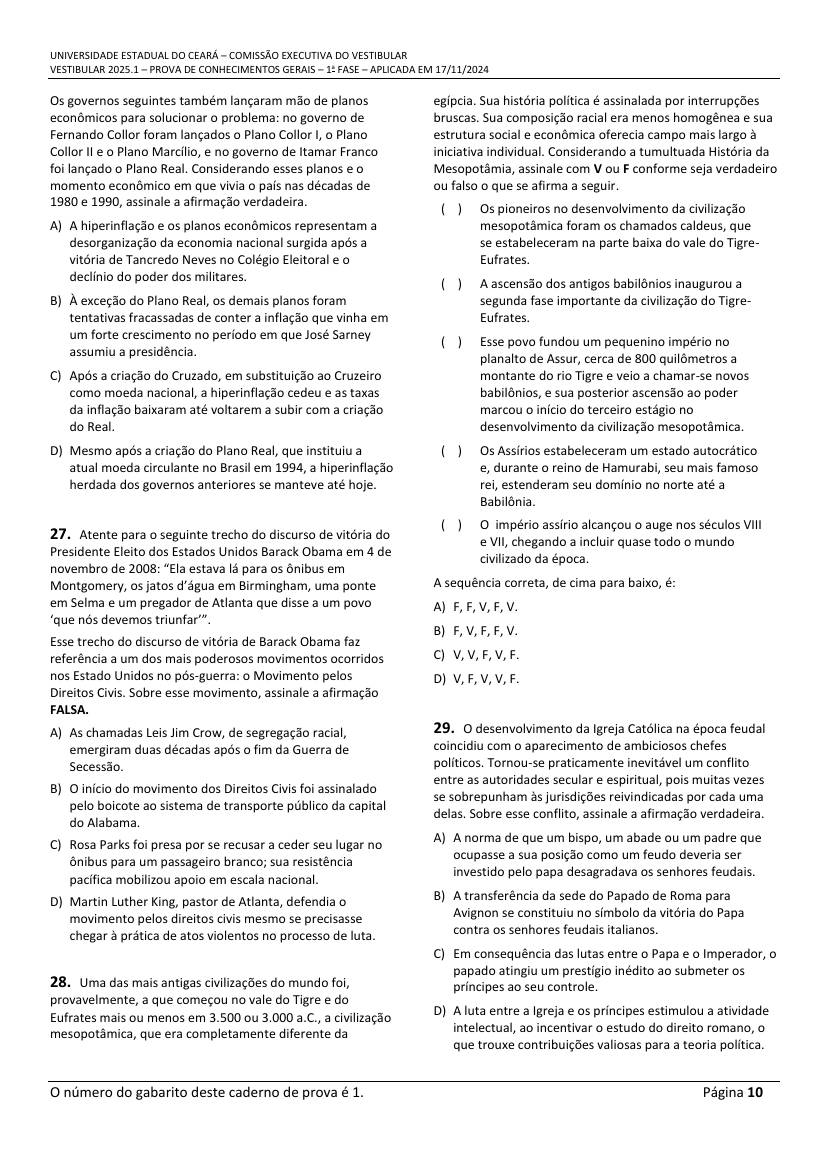 UNIVERSIDADE ESTADUAL DO CEARÁ – COMISSÃO EXECUTIVA DO VESTIBULAR
VESTIBULAR 2025.1 – PROVA DE CONHECIMENTOS GERAIS – 1ª FASE – APLICADA EM 17/11/2024
Os governos seguintes também lançaram mão de planos
econômicos para solucionar o problema: no governo de
Fernando Collor foram lançados o Plano Collor I, o Plano
Collor II e o Plano Marcílio, e no governo de Itamar Franco
foi lançado o Plano Real. Considerando esses planos e o
momento econômico em que vivia o país nas décadas de
1980 e 1990, assinale a afirmação verdadeira.
A) A hiperinflação e os planos econômicos representam a
desorganização da economia nacional surgida após a
vitória de Tancredo Neves no Colégio Eleitoral e o
declínio do poder dos militares.
B) À exceção do Plano Real, os demais planos foram
tentativas fracassadas de conter a inflação que vinha em
um forte crescimento no período em que José Sarney
assumiu a presidência.
C) Após a criação do Cruzado, em substituição ao Cruzeiro
como moeda nacional, a hiperinflação cedeu e as taxas
da inflação baixaram até voltarem a subir com a criação
do Real.
D) Mesmo após a criação do Plano Real, que instituiu a
atual moeda circulante no Brasil em 1994, a hiperinflação
herdada dos governos anteriores se manteve até hoje.
27. Atente para o seguinte trecho do discurso de vitória do
Presidente Eleito dos Estados Unidos Barack Obama em 4 de
novembro de 2008: “Ela estava lá para os ônibus em
Montgomery, os jatos d’água em Birmingham, uma ponte
em Selma e um pregador de Atlanta que disse a um povo
‘que nós devemos triunfar’”.
Esse trecho do discurso de vitória de Barack Obama faz
referência a um dos mais poderosos movimentos ocorridos
nos Estado Unidos no pós-guerra: o Movimento pelos
Direitos Civis. Sobre esse movimento, assinale a afirmação
FALSA.
A) As chamadas Leis Jim Crow, de segregação racial,
emergiram duas décadas após o fim da Guerra de
Secessão.
B) O início do movimento dos Direitos Civis foi assinalado
pelo boicote ao sistema de transporte público da capital
do Alabama.
C) Rosa Parks foi presa por se recusar a ceder seu lugar no
ônibus para um passageiro branco; sua resistência
pacífica mobilizou apoio em escala nacional.
D) Martin Luther King, pastor de Atlanta, defendia o
movimento pelos direitos civis mesmo se precisasse
chegar à prática de atos violentos no processo de luta.
28. Uma das mais antigas civilizações do mundo foi,
provavelmente, a que começou no vale do Tigre e do
Eufrates mais ou menos em 3.500 ou 3.000 a.C., a civilização
mesopotâmica, que era completamente diferente da
egípcia. Sua história política é assinalada por interrupções
bruscas. Sua composição racial era menos homogênea e sua
estrutura social e econômica oferecia campo mais largo à
iniciativa individual. Considerando a tumultuada História da
Mesopotâmia, assinale com V ou F conforme seja verdadeiro
ou falso o que se afirma a seguir.
( ) Os pioneiros no desenvolvimento da civilização
mesopotâmica foram os chamados caldeus, que
se estabeleceram na parte baixa do vale do Tigre-
Eufrates.
( ) A ascensão dos antigos babilônios inaugurou a
segunda fase importante da civilização do Tigre-
Eufrates.
( ) Esse povo fundou um pequenino império no
planalto de Assur, cerca de 800 quilômetros a
montante do rio Tigre e veio a chamar-se novos
babilônios, e sua posterior ascensão ao poder
marcou o início do terceiro estágio no
desenvolvimento da civilização mesopotâmica.
( ) Os Assírios estabeleceram um estado autocrático
e, durante o reino de Hamurabi, seu mais famoso
rei, estenderam seu domínio no norte até a
Babilônia.
( ) O império assírio alcançou o auge nos séculos VIII
e VII, chegando a incluir quase todo o mundo
civilizado da época.
A sequência correta, de cima para baixo, é:
A) F, F, V, F, V.
B) F, V, F, F, V.
C) V, V, F, V, F.
D) V, F, V, V, F.
29. O desenvolvimento da Igreja Católica na época feudal
coincidiu com o aparecimento de ambiciosos chefes
políticos. Tornou-se praticamente inevitável um conflito
entre as autoridades secular e espiritual, pois muitas vezes
se sobrepunham às jurisdições reivindicadas por cada uma
delas. Sobre esse conflito, assinale a afirmação verdadeira.
A) A norma de que um bispo, um abade ou um padre que
ocupasse a sua posição como um feudo deveria ser
investido pelo papa desagradava os senhores feudais.
B) A transferência da sede do Papado de Roma para
Avignon se constituiu no símbolo da vitória do Papa
contra os senhores feudais italianos.
C) Em consequência das lutas entre o Papa e o Imperador, o
papado atingiu um prestígio inédito ao submeter os
príncipes ao seu controle.
D) A luta entre a Igreja e os príncipes estimulou a atividade
intelectual, ao incentivar o estudo do direito romano, o
que trouxe contribuições valiosas para a teoria política.
O número do gabarito deste caderno de prova é 1.
Página 10